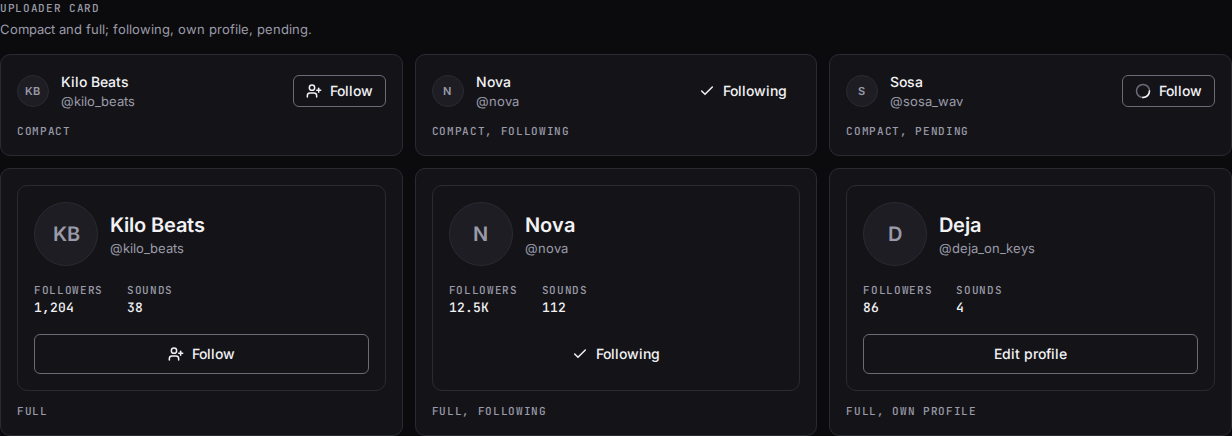 UPLOADER CARD
Compact and full; following, own profile, pending.
KB
Kilo Beats
@kilo_beats
Follow
COMPACT
N
Nova
@nova
Following
COMPACT, FOLLOWING
S
Sosa
@sosa_wav
Follow
COMPACT, PENDING
KB
Kilo Beats
@kilo_beats
FOLLOWERS SOUNDS
1,204 38
Follow
FULL
N
Nova
@nova
FOLLOWERS SOUNDS
12.5K 112
Following
FULL, FOLLOWING
D
Deja
@deja_on_keys
FOLLOWERS SOUNDS
86 4
Edit profile
FULL, OWN PROFILE